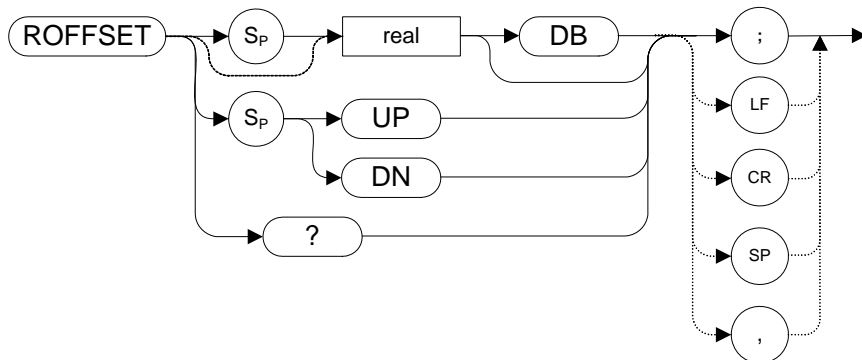 ROFFSET SP real DB ;
SP UP LF
DN CR
? SP
,